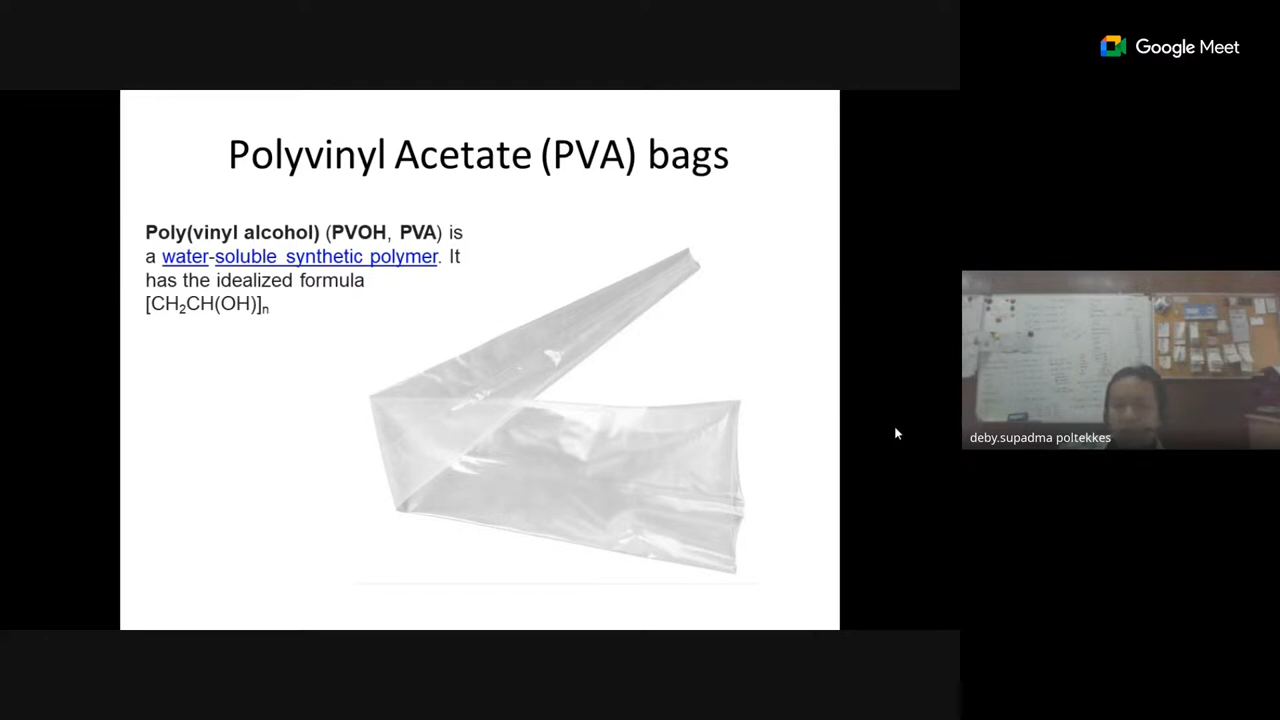 Google Meet
Polyvinyl Acetate (PVA) bags
Poly(vinyl alcohol) (PVOH, PVA) is
a water-soluble synthetic polymer. It
has the idealized formula
[CH₂CH(OH)]ₙ
deby.supadma poltekkes